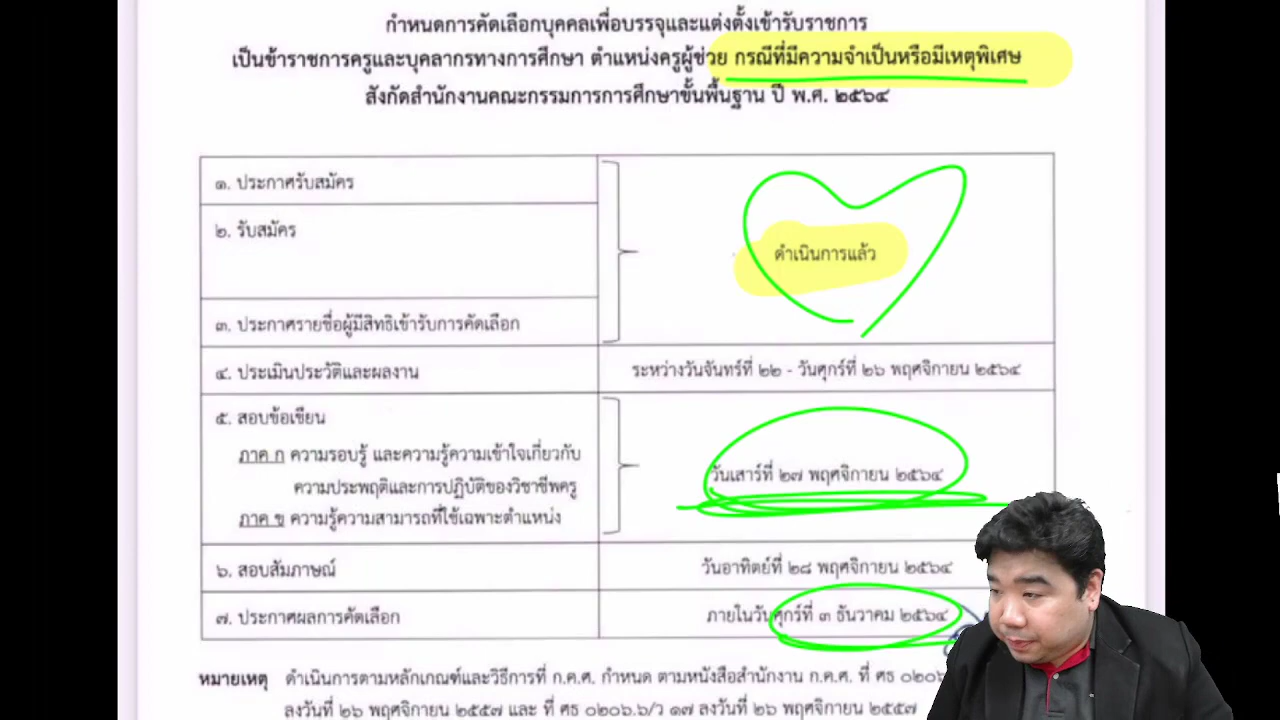 กำหนดการคัดเลือกบุคคลเพื่อบรรจุและแต่งตั้งเข้ารับราชการ
เป็นข้าราชการครูและบุคลากรทางการศึกษา ตำแหน่งครูผู้ช่วย กรณีที่มีความจำเป็นหรือมีเหตุพิเศษ
สังกัดสำนักงานคณะกรรมการการศึกษาขั้นพื้นฐาน ปี พ.ศ. ๒๕๖๔
๑. ประกาศรับสมัคร
๒. รับสมัคร
ดำเนินการแล้ว
๓. ประกาศรายชื่อผู้มีสิทธิเข้ารับการคัดเลือก
๔. ประเมินประวัติและผลงาน ระหว่างวันจันทร์ที่ ๒๒ - วันศุกร์ที่ ๒๖ พฤศจิกายน ๒๕๖๔
๕. สอบข้อเขียน
ภาค ก ความรอบรู้ และความรู้ความเข้าใจเกี่ยวกับ
วันเสาร์ที่ ๒๗ พฤศจิกายน ๒๕๖๔
ความประพฤติและการปฏิบัติของวิชาชีพครู
ภาค ข ความรู้ความสามารถที่ใช้เฉพาะตำแหน่ง
๖. สอบสัมภาษณ์ วันอาทิตย์ที่ ๒๘ พฤศจิกายน ๒๕๖๔
๗. ประกาศผลการคัดเลือก ภายในวันศุกร์ที่ ๓ ธันวาคม ๒๕๖๔
หมายเหตุ ดำเนินการตามหลักเกณฑ์และวิธีการที่ ก.ค.ศ. กำหนด ตามหนังสือสำนักงาน ก.ค.ศ. ที่ ศธ ๐๒๐๖
ลงวันที่ ๒๖ พฤศจิกายน ๒๕๕๗ และ ที่ ศธ ๐๒๐๖.๖/ว ๑๗ ลงวันที่ ๒๖ พฤศจิกายน ๒๕๕๗